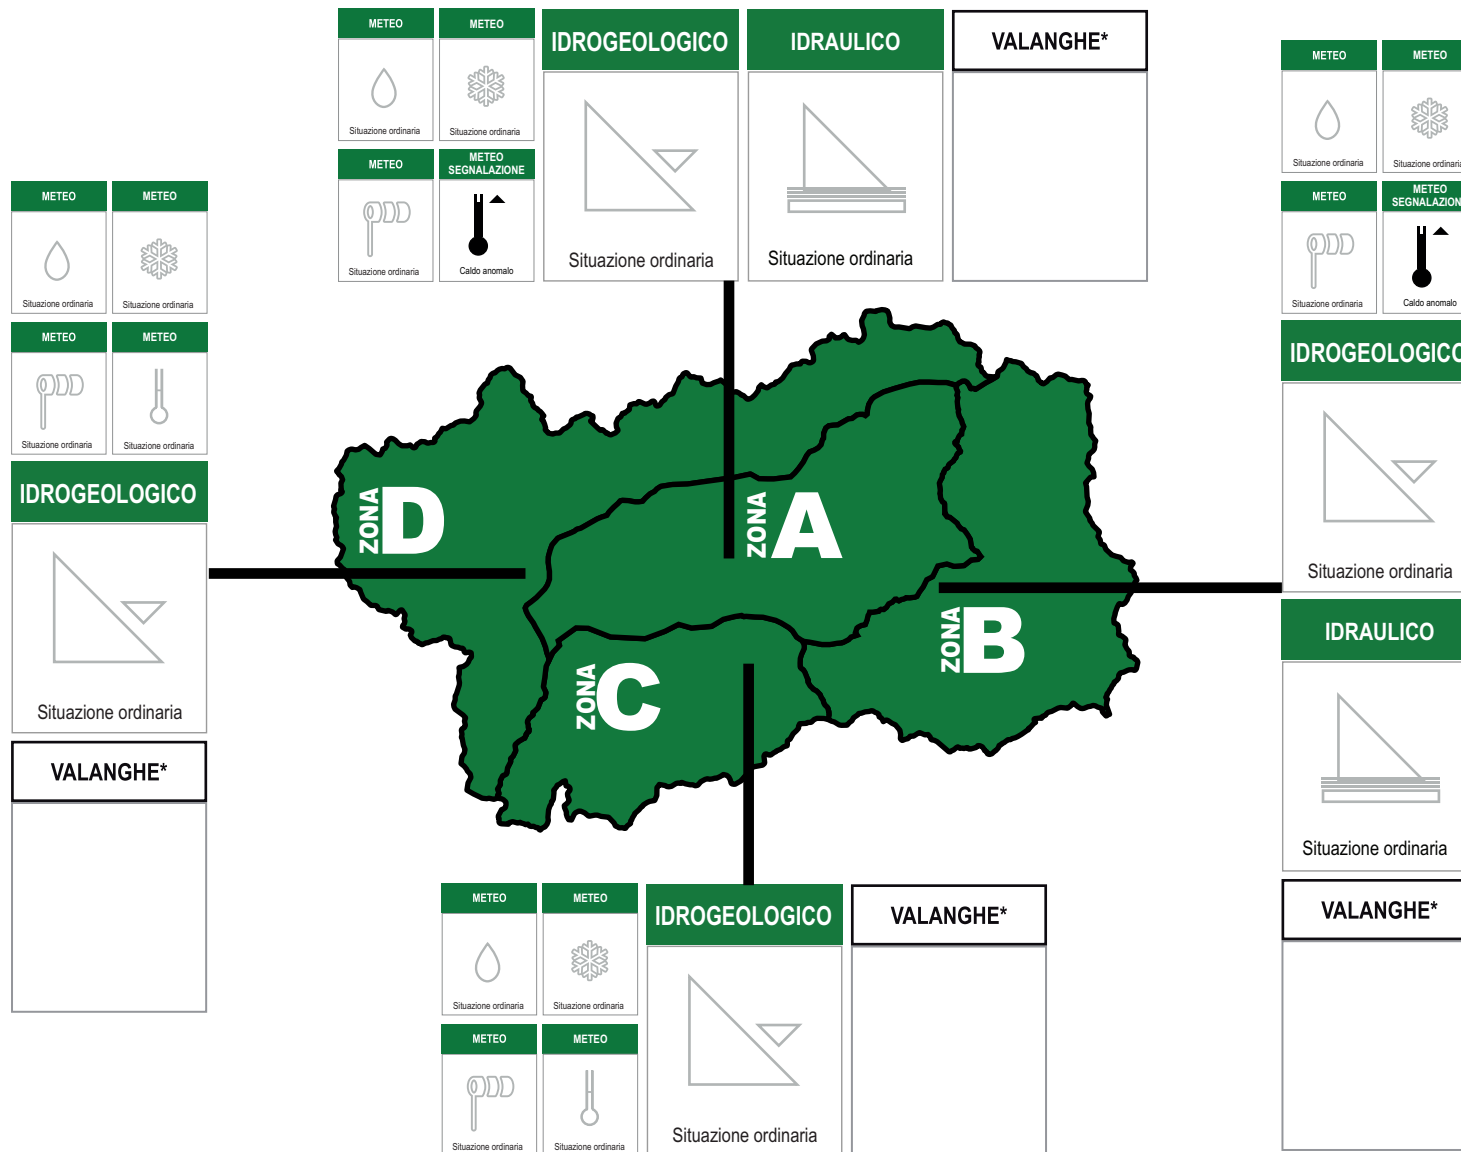 METEO METEO
Situazione ordinaria Situazione ordinaria
METEO METEO SEGNALAZIONE
Situazione ordinaria Caldo anomalo
IDROGEOLOGICO
Situazione ordinaria
IDRAULICO
Situazione ordinaria
VALANGHE*
METEO METEO
Situazione ordinaria Situazione ordinaria
METEO METEO
Situazione ordinaria Situazione ordinaria
IDROGEOLOGICO
Situazione ordinaria
VALANGHE*
ZONA D
ZONA A
ZONA B
ZONA C
METEO METEO
Situazione ordinaria Situazione ordinaria
METEO METEO SEGNALAZION
Situazione ordinaria Caldo anomalo
IDROGEOLOGICO
Situazione ordinaria
IDRAULICO
Situazione ordinaria
VALANGHE*
METEO METEO
Situazione ordinaria Situazione ordinaria
METEO METEO
Situazione ordinaria Situazione ordinaria
IDROGEOLOGICO
Situazione ordinaria
VALANGHE*